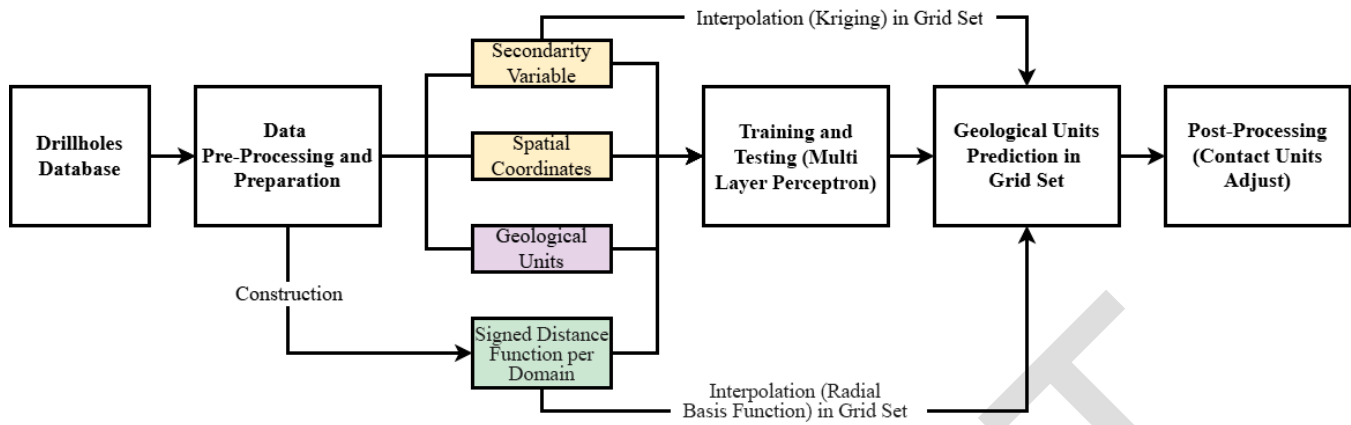 Interpolation (Kriging) in Grid Set
Secondarity
Variable
Drillholes
Database
Data
Pre-Processing and
Preparation
Spatial
Coordinates
Training and
Testing (Multi
Layer Perceptron)
Geological Units
Prediction in
Grid Set
Post-Processing
(Contact Units
Adjust)
Geological
Units
Construction
Signed Distance
Function per
Domain
Interpolation (Radial
Basis Function) in Grid Set